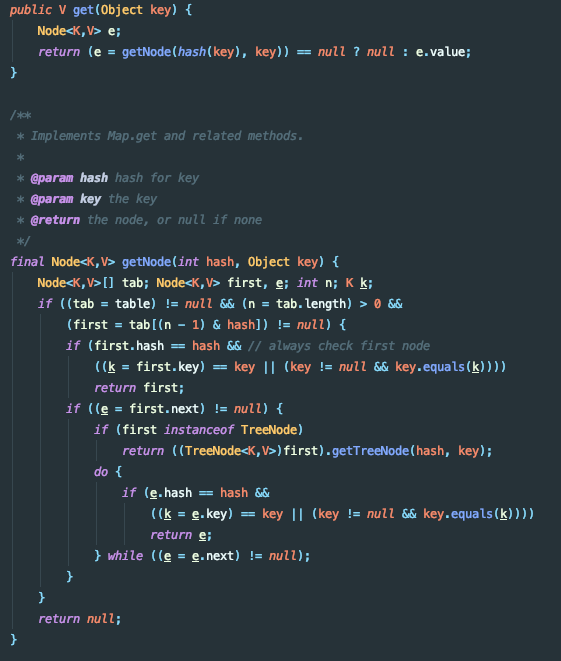 public V get(Object key) {
    Node<K,V> e;
    return (e = getNode(hash(key), key)) == null ? null : e.value;
}

/**
 * Implements Map.get and related methods.
 *
 * @param hash hash for key
 * @param key the key
 * @return the node, or null if none
 */
final Node<K,V> getNode(int hash, Object key) {
    Node<K,V>[] tab; Node<K,V> first, e; int n; K k;
    if ((tab = table) != null && (n = tab.length) > 0 &&
        (first = tab[(n - 1) & hash]) != null) {
        if (first.hash == hash && // always check first node
            ((k = first.key) == key || (key != null && key.equals(k))))
            return first;
        if ((e = first.next) != null) {
            if (first instanceof TreeNode)
                return ((TreeNode<K,V>)first).getTreeNode(hash, key);
            do {
                if (e.hash == hash &&
                    ((k = e.key) == key || (key != null && key.equals(k))))
                    return e;
            } while ((e = e.next) != null);
        }
    }
    return null;
}